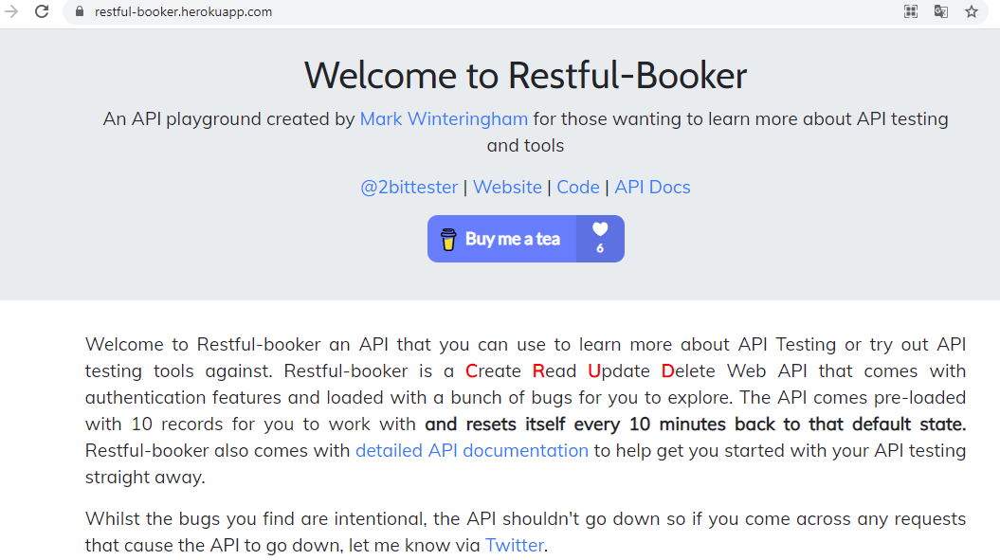 restful-booker.herokuapp.com
Welcome to Restful-Booker
An API playground created by Mark Winteringham for those wanting to learn more about API testing
and tools
@2bittester | Website | Code | API Docs
Buy me a tea
6
Welcome to Restful-booker an API that you can use to learn more about API Testing or try out API
testing tools against. Restful-booker is a Create Read Update Delete Web API that comes with
authentication features and loaded with a bunch of bugs for you to explore. The API comes pre-loaded
with 10 records for you to work with and resets itself every 10 minutes back to that default state.
Restful-booker also comes with detailed API documentation to help get you started with your API testing
straight away.
Whilst the bugs you find are intentional, the API shouldn't go down so if you come across any requests
that cause the API to go down, let me know via Twitter.